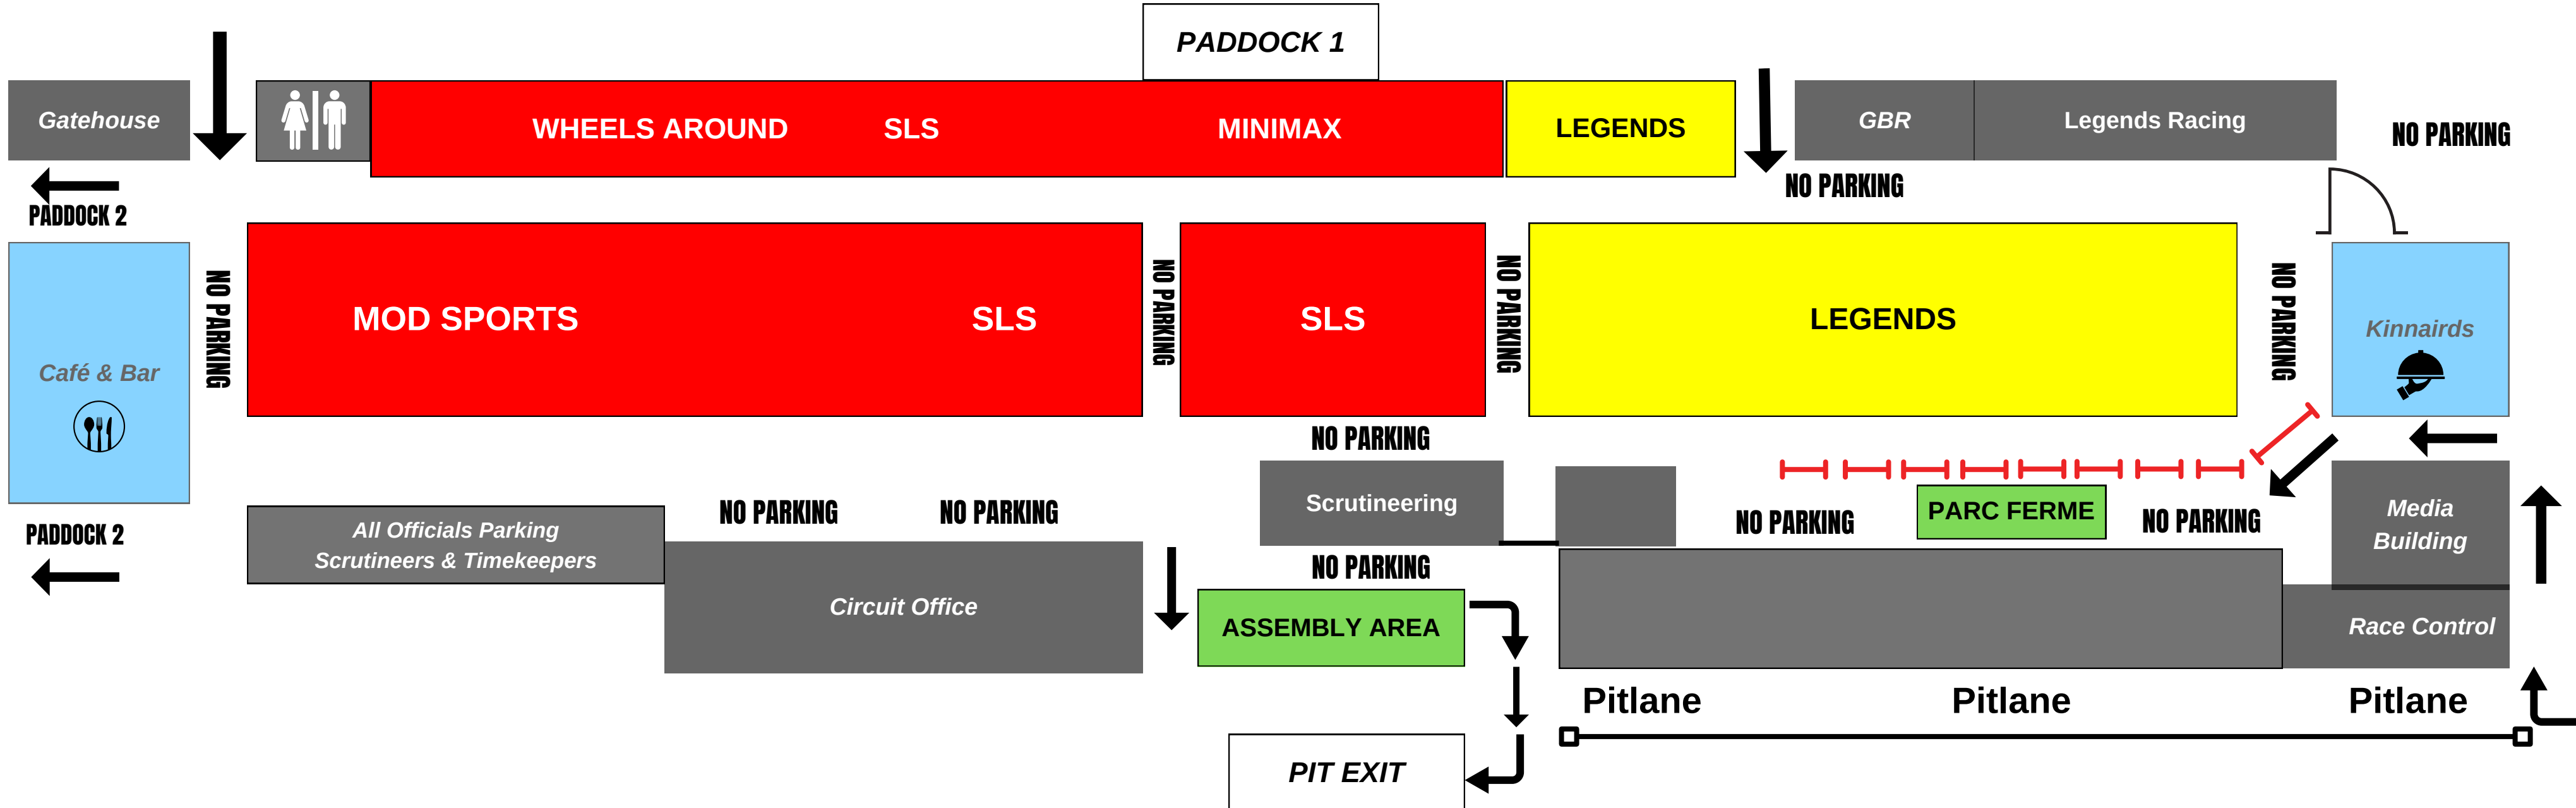 PADDOCK 1
Gatehouse
WHEELS AROUND
SLS
MINIMAX
LEGENDS
GBR
Legends Racing
NO PARKING
NO PARKING
PADDOCK 2
Café & Bar
NO PARKING
MOD SPORTS
SLS
NO PARKING
SLS
NO PARKING
LEGENDS
NO PARKING
Kinnairds
NO PARKING
PADDOCK 2
All Officials Parking
Scrutineers & Timekeepers
NO PARKING
NO PARKING
Circuit Office
Scrutineering
NO PARKING
ASSEMBLY AREA
NO PARKING
PARC FERME
NO PARKING
Media
Building
Race Control
Pitlane
Pitlane
Pitlane
PIT EXIT